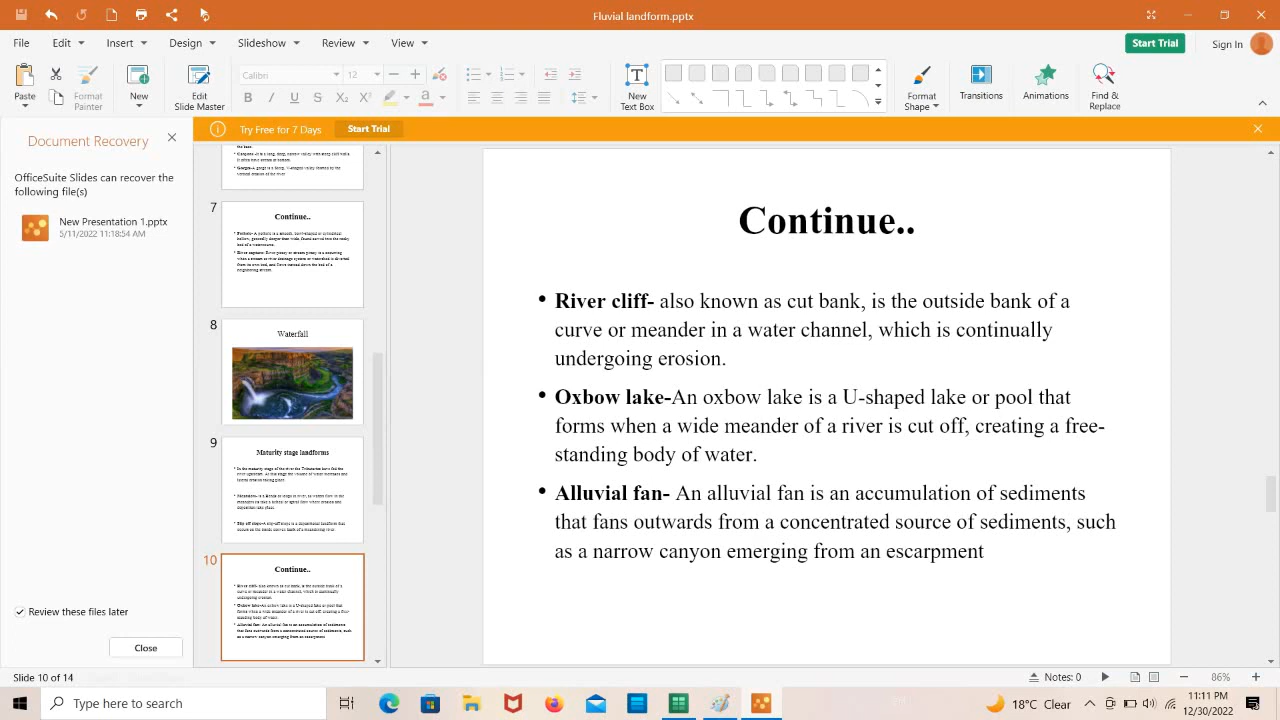 Fluvial landform.pptx
File Edit Insert Design Slideshow Review View
Start Trial Sign In
Calibri 12
Paste Format Painter New Edit Slide Master
B I U S X₂ X² a
New Text Box Format Shape Transitions Animations Find & Replace
Try Free for 7 Days Start Trial
Document Recovery
OfficeSuite Slides can recover the
following file(s)
New Presentation 1.pptx
5/11/2022 11:18:54 AM
View these files later
Close
7
Continue..
8
Waterfall
9
Maturity stage landforms
10
Continue..
Continue..
• River cliff- also known as cut bank, is the outside bank of a
curve or meander in a water channel, which is continually
undergoing erosion.
• Oxbow lake-An oxbow lake is a U-shaped lake or pool that
forms when a wide meander of a river is cut off, creating a free-
standing body of water.
• Alluvial fan- An alluvial fan is an accumulation of sediments
that fans outwards from a concentrated source of sediments, such
as a narrow canyon emerging from an escarpment
Slide 10 of 14 Notes: 0 86%
Type here to search
18°C Clear
11:11 PM
12/30/2022